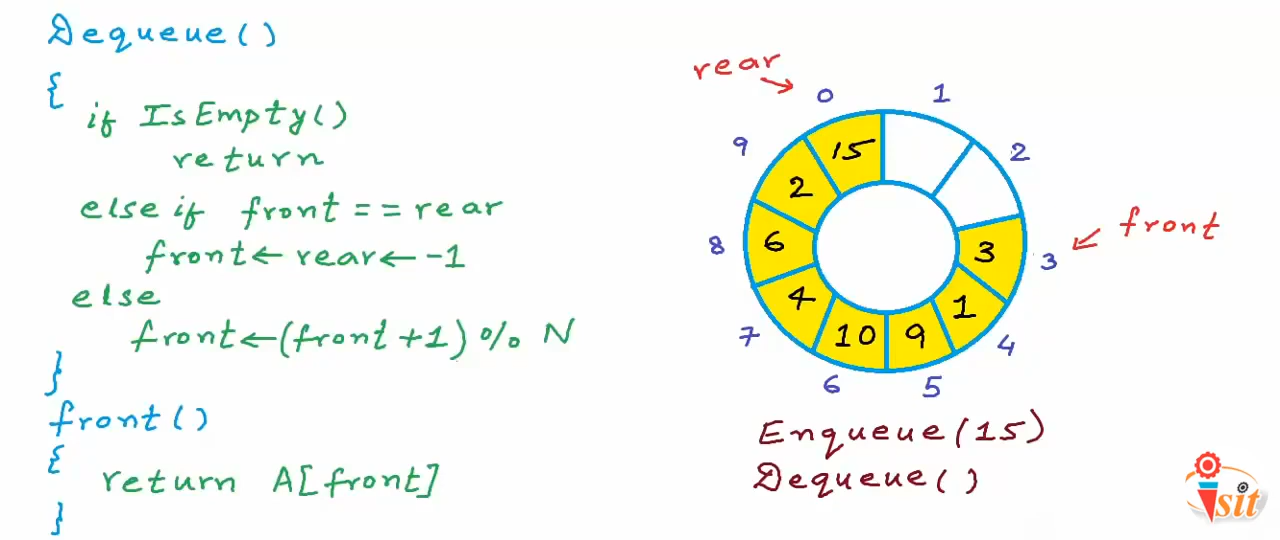 Dequeue()
{
if IsEmpty()
return
else if front == rear
front ← rear ← -1
else
front ← (front + 1) % N
}
front()
{
return A[front]
}
rear
0
1
2
3
4
5
6
7
8
9
front
15
2
6
4
10
9
1
3
Enqueue(15)
Dequeue()
sit